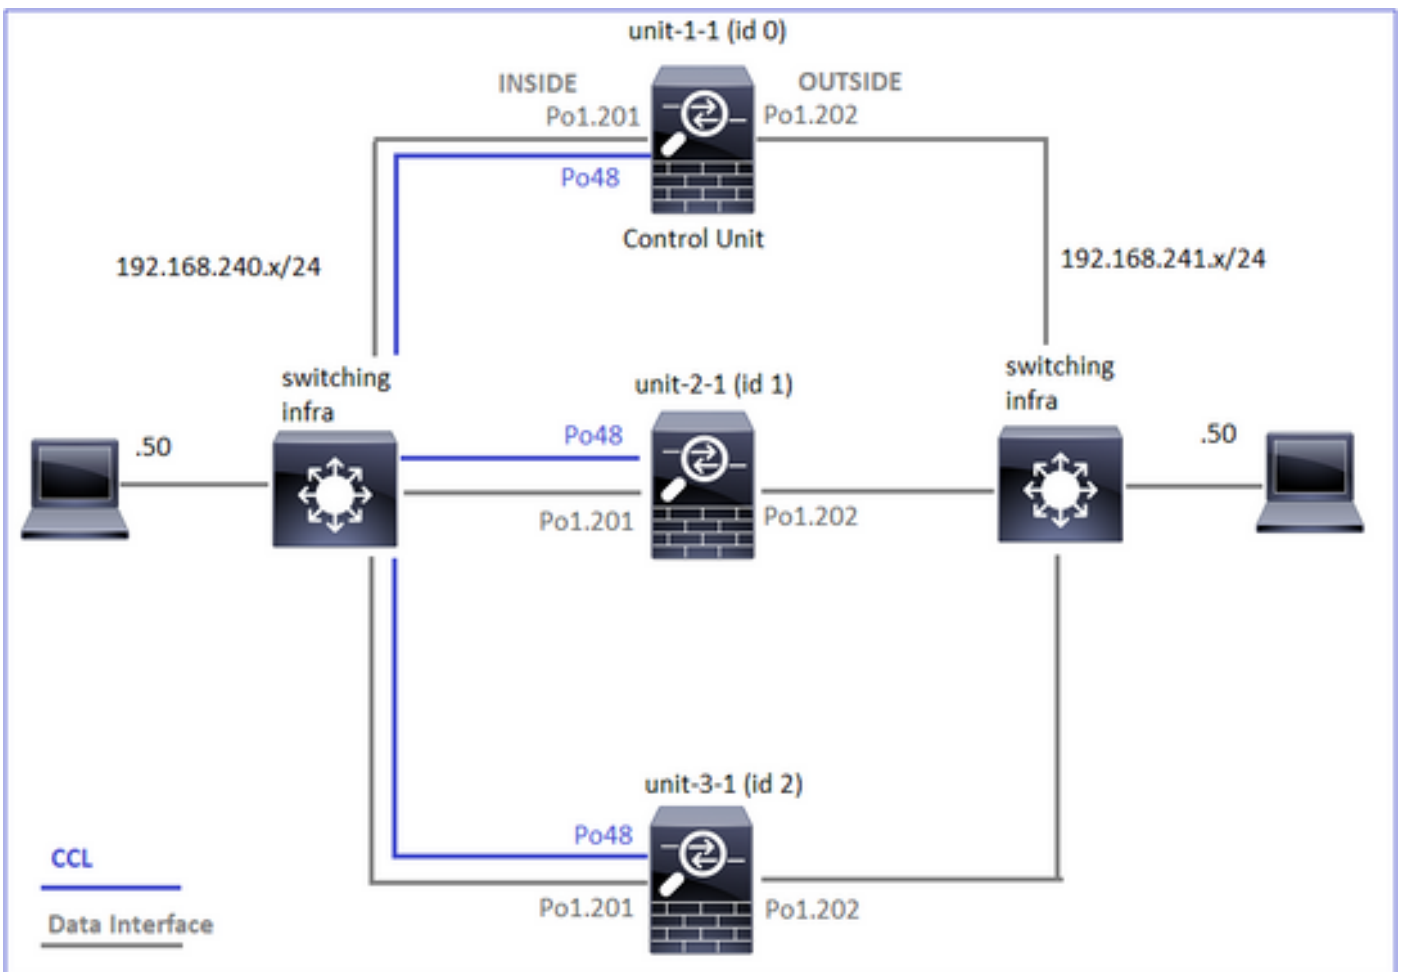 unit-1-1 (id 0)
INSIDE
OUTSIDE
Po1.201
Po1.202
Po48
Control Unit
192.168.240.x/24
192.168.241.x/24
switching
infra
unit-2-1 (id 1)
switching
infra
.50
Po48
.50
Po1.201
Po1.202
unit-3-1 (id 2)
Po48
CCL
Po1.201
Po1.202
Data Interface